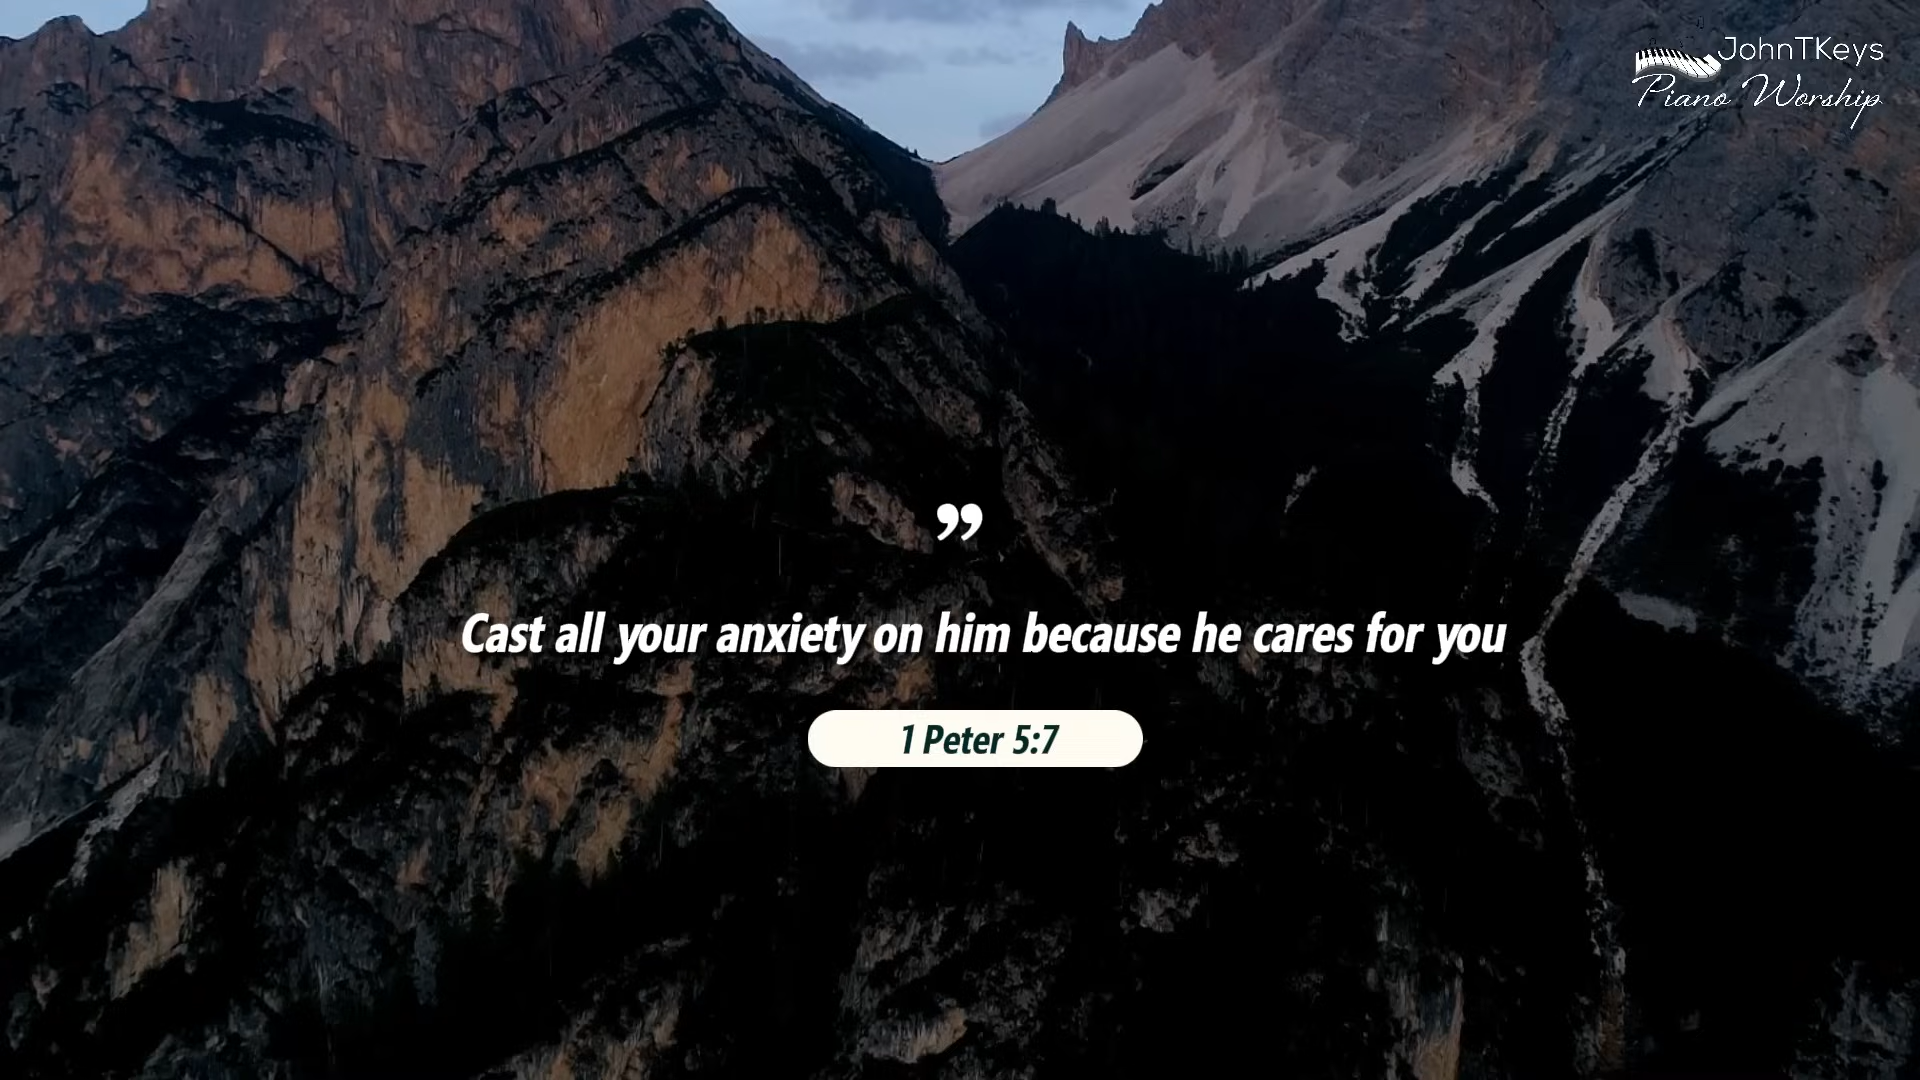 JohnTKeys
Piano Worship
”
Cast all your anxiety on him because he cares for you
1 Peter 5:7